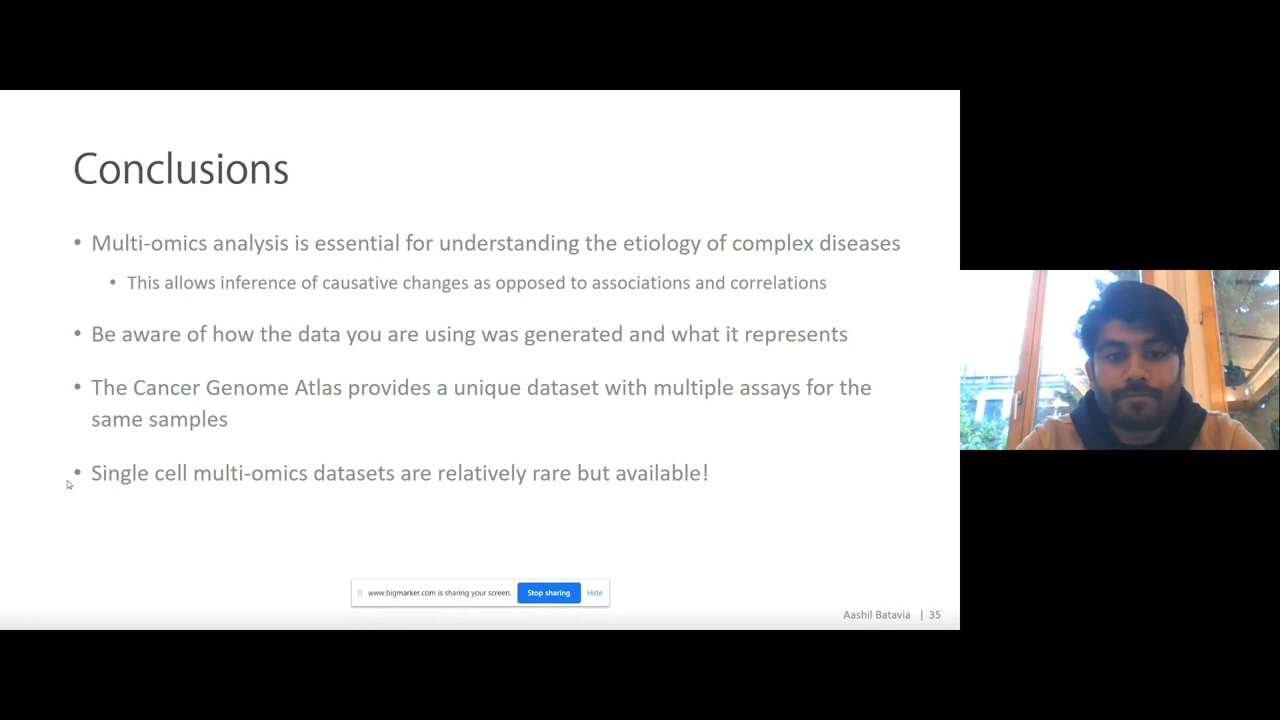 Conclusions
• Multi-omics analysis is essential for understanding the etiology of complex diseases
• This allows inference of causative changes as opposed to associations and correlations
• Be aware of how the data you are using was generated and what it represents
• The Cancer Genome Atlas provides a unique dataset with multiple assays for the
same samples
• Single cell multi-omics datasets are relatively rare but available!
www.bigmarker.com is sharing your screen. Stop sharing Hide
Aashil Batavia | 35